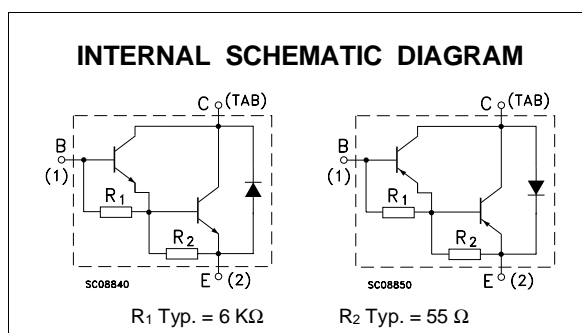 INTERNAL SCHEMATIC DIAGRAM
C (TAB)
B
(1)
R1
R2
SC08840
E (2)
C (TAB)
B
(1)
R1
R2
SC08850
E (2)
R1 Typ. = 6 KΩ R2 Typ. = 55 Ω